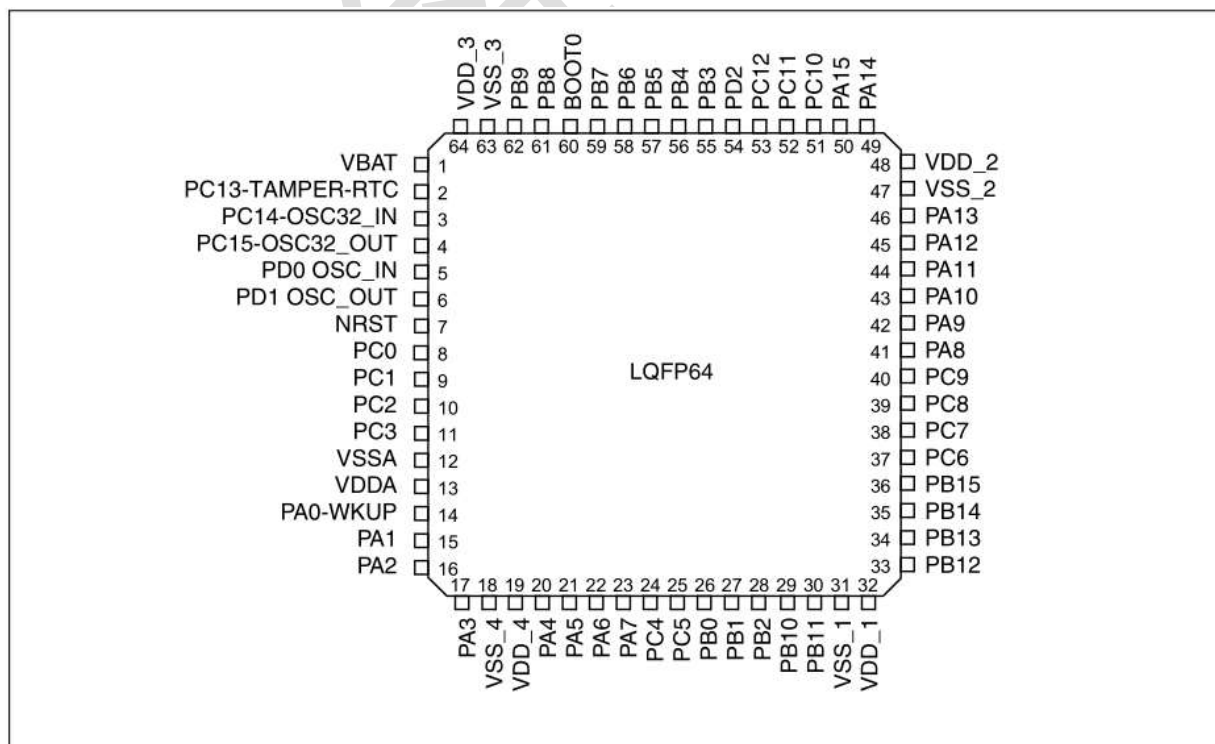 VDD_3
VSS_3
PB9
PB8
BOOT0
PB7
PB6
PB5
PB4
PB3
PD2
PC12
PC11
PC10
PA15
PA14
64 63 62 61 60 59 58 57 56 55 54 53 52 51 50 49
VBAT 1 48 VDD_2
PC13-TAMPER-RTC 2 47 VSS_2
PC14-OSC32_IN 3 46 PA13
PC15-OSC32_OUT 4 45 PA12
PD0 OSC_IN 5 44 PA11
PD1 OSC_OUT 6 43 PA10
NRST 7 42 PA9
PC0 8 41 PA8
LQFP64
PC1 9 40 PC9
PC2 10 39 PC8
PC3 11 38 PC7
VSSA 12 37 PC6
VDDA 13 36 PB15
PA0-WKUP 14 35 PB14
PA1 15 34 PB13
PA2 16 33 PB12
17 18 19 20 21 22 23 24 25 26 27 28 29 30 31 32
PA3
VSS_4
VDD_4
PA4
PA5
PA6
PA7
PC4
PC5
PB0
PB1
PB2
PB10
PB11
VSS_1
VDD_1